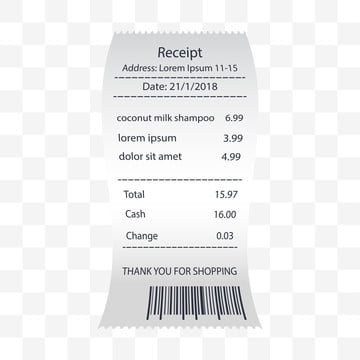 Receipt
Address: Lorem Ipsum 11-15
Date: 21/1/2018
coconut milk shampoo 6.99
lorem ipsum 3.99
dolor sit amet 4.99
Total 15.97
Cash 16.00
Change 0.03
THANK YOU FOR SHOPPING